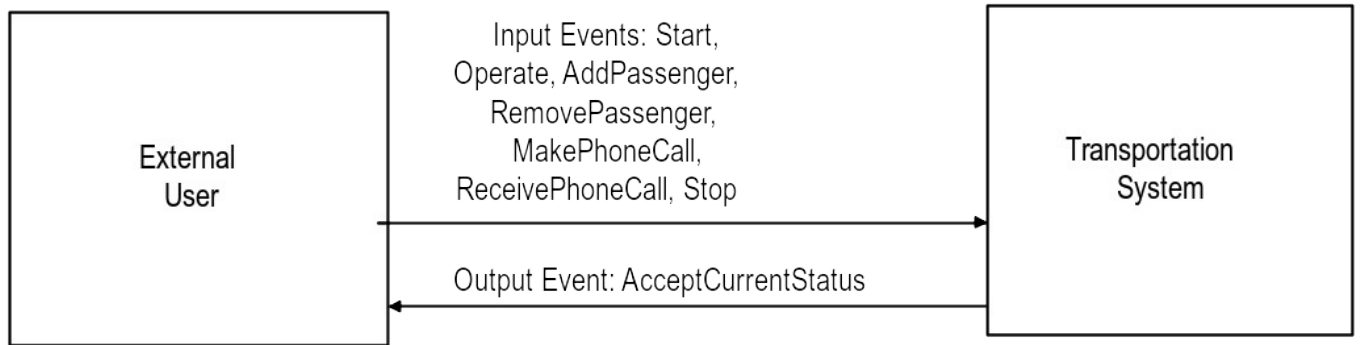 External
User
Input Events: Start,
Operate, AddPassenger,
RemovePassenger,
MakePhoneCall,
ReceivePhoneCall, Stop
Output Event: AcceptCurrentStatus
Transportation
System